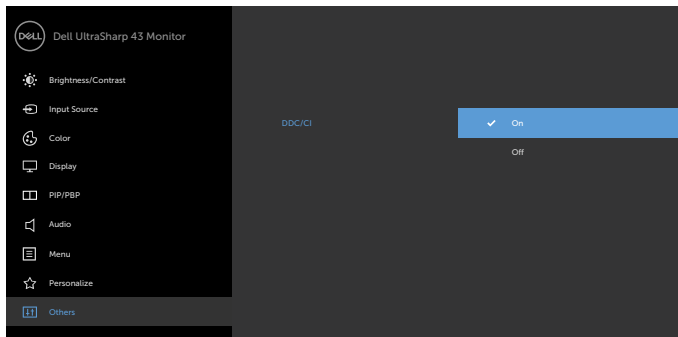 DELL
Dell UltraSharp 43 Monitor
Brightness/Contrast
Input Source
Color
Display
PIP/PBP
Audio
Menu
Personalize
Others
DDC/CI
On
Off